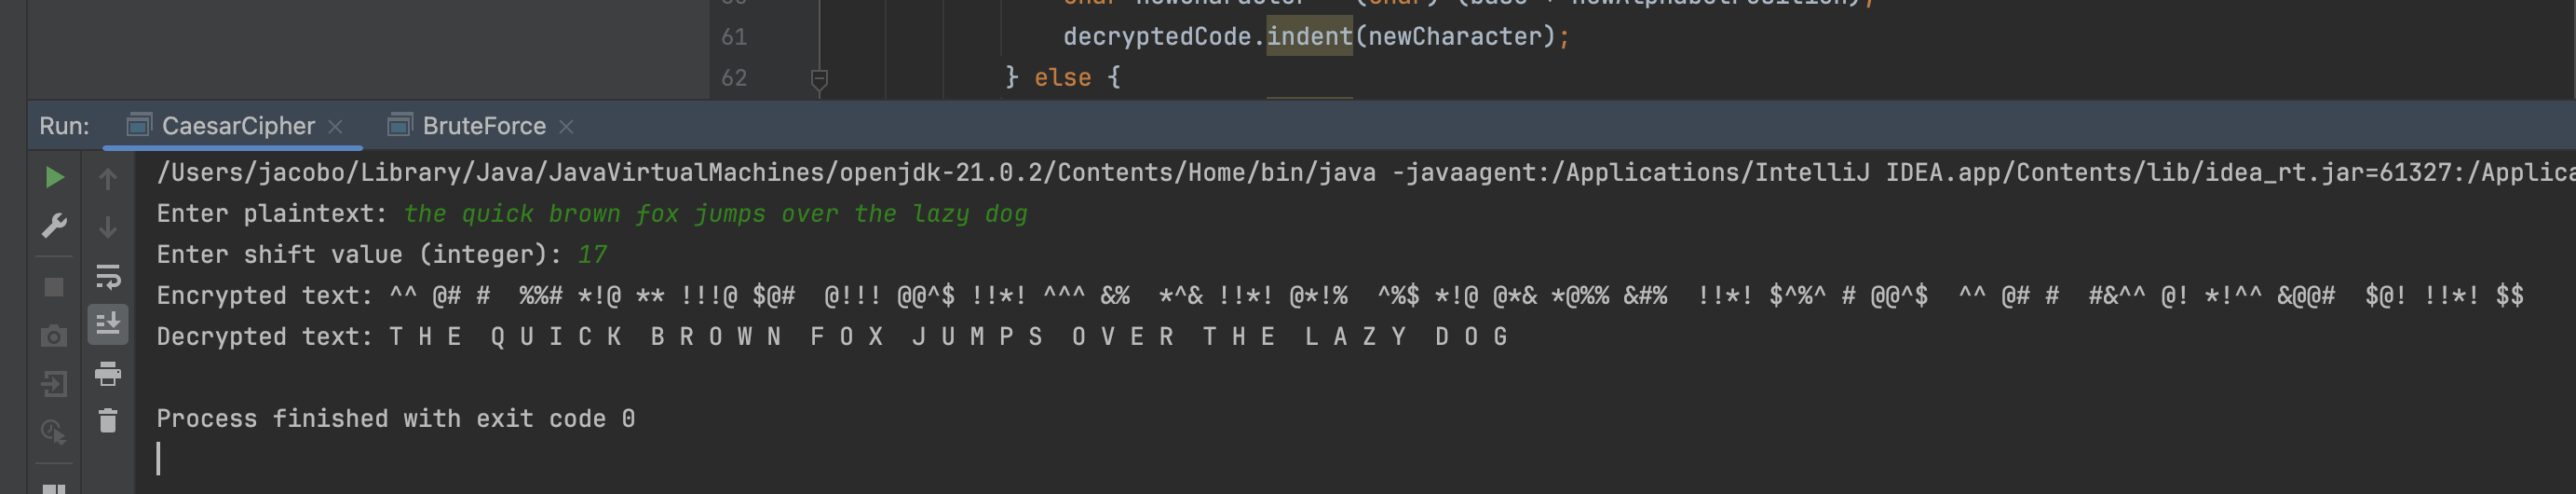 61 decryptedCode.indent(newCharacter);
62 } else {
Run: CaesarCipher × BruteForce ×
/Users/jacobo/Library/Java/JavaVirtualMachines/openjdk-21.0.2/Contents/Home/bin/java -javaagent:/Applications/IntelliJ IDEA.app/Contents/lib/idea_rt.jar=61327:/Applica
Enter plaintext: the quick brown fox jumps over the lazy dog
Enter shift value (integer): 17
Encrypted text: ^^ @# #  %%# *!@ ** !!!@ $@#  @!!! @@^$ !!*! ^^^ &%  *^& !!*! @*!%  ^%$ *!@ @*& *@%% &#%  !!*! $^%^ # @@^$  ^^ @# #  #&^^ @! *!^^ &@@#  $@! !!*! $$
Decrypted text: T H E  Q U I C K  B R O W N  F O X  J U M P S  O V E R  T H E  L A Z Y  D O G
Process finished with exit code 0